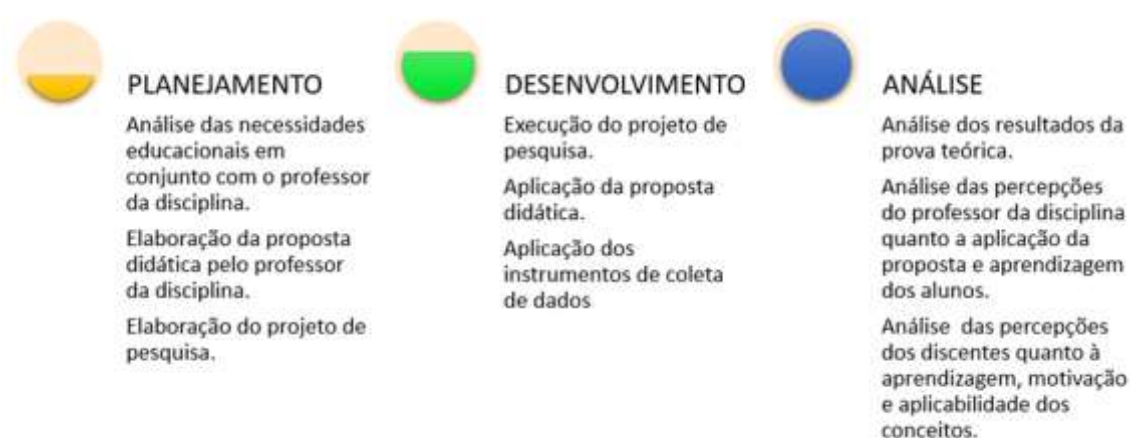 PLANEJAMENTO
Análise das necessidades
educacionais em
conjunto com o professor
da disciplina.
Elaboração da proposta
didática pelo professor
da disciplina.
Elaboração do projeto de
pesquisa.
DESENVOLVIMENTO
Execução do projeto de
pesquisa.
Aplicação da proposta
didática.
Aplicação dos
instrumentos de coleta
de dados
ANÁLISE
Análise dos resultados da
prova teórica.
Análise das percepções
do professor da disciplina
quanto a aplicação da
proposta e aprendizagem
dos alunos.
Análise das percepções
dos discentes quanto à
aprendizagem, motivação
e aplicabilidade dos
conceitos.